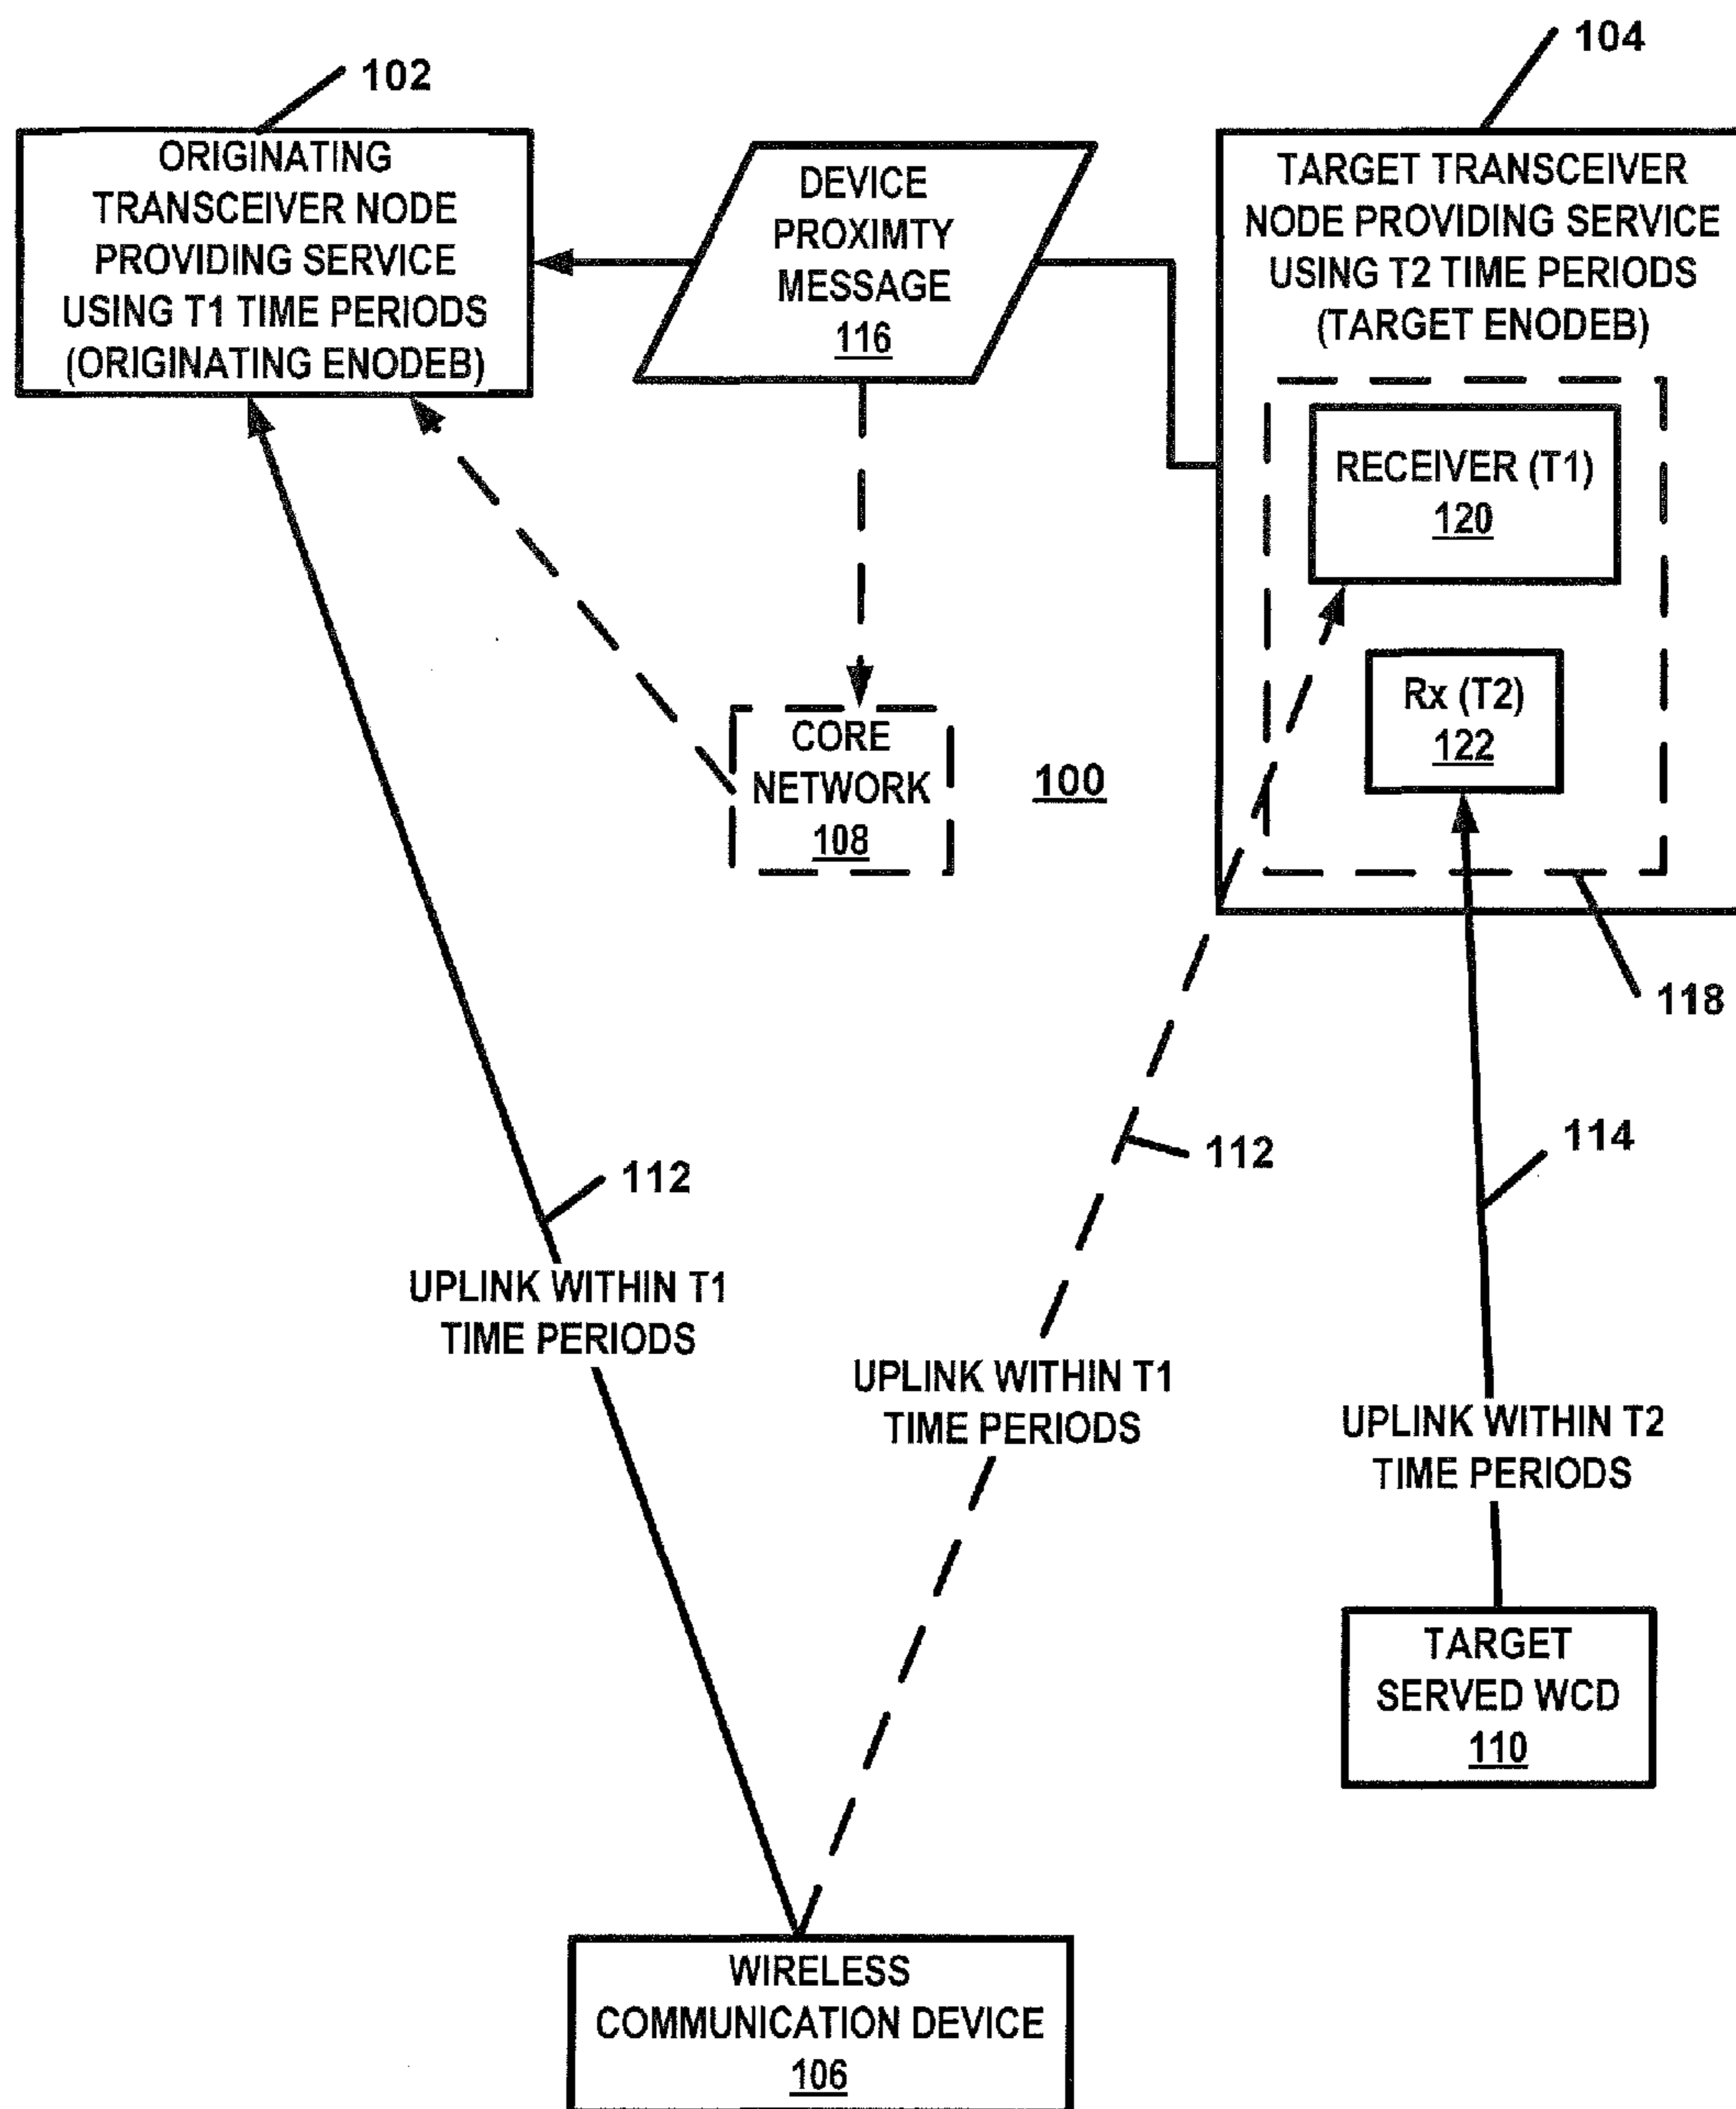 102
104
ORIGINATING
TRANSCEIVER NODE
PROVIDING SERVICE
USING T1 TIME PERIODS
(ORIGINATING ENODEB)
DEVICE
PROXIMTY
MESSAGE
116
TARGET TRANSCEIVER
NODE PROVIDING SERVICE
USING T2 TIME PERIODS
(TARGET ENODEB)
RECEIVER (T1)
120
Rx (T2)
122
CORE
NETWORK
108
100
118
112
112
114
UPLINK WITHIN T1
TIME PERIODS
UPLINK WITHIN T1
TIME PERIODS
UPLINK WITHIN T2
TIME PERIODS
TARGET
SERVED WCD
110
WIRELESS
COMMUNICATION DEVICE
106